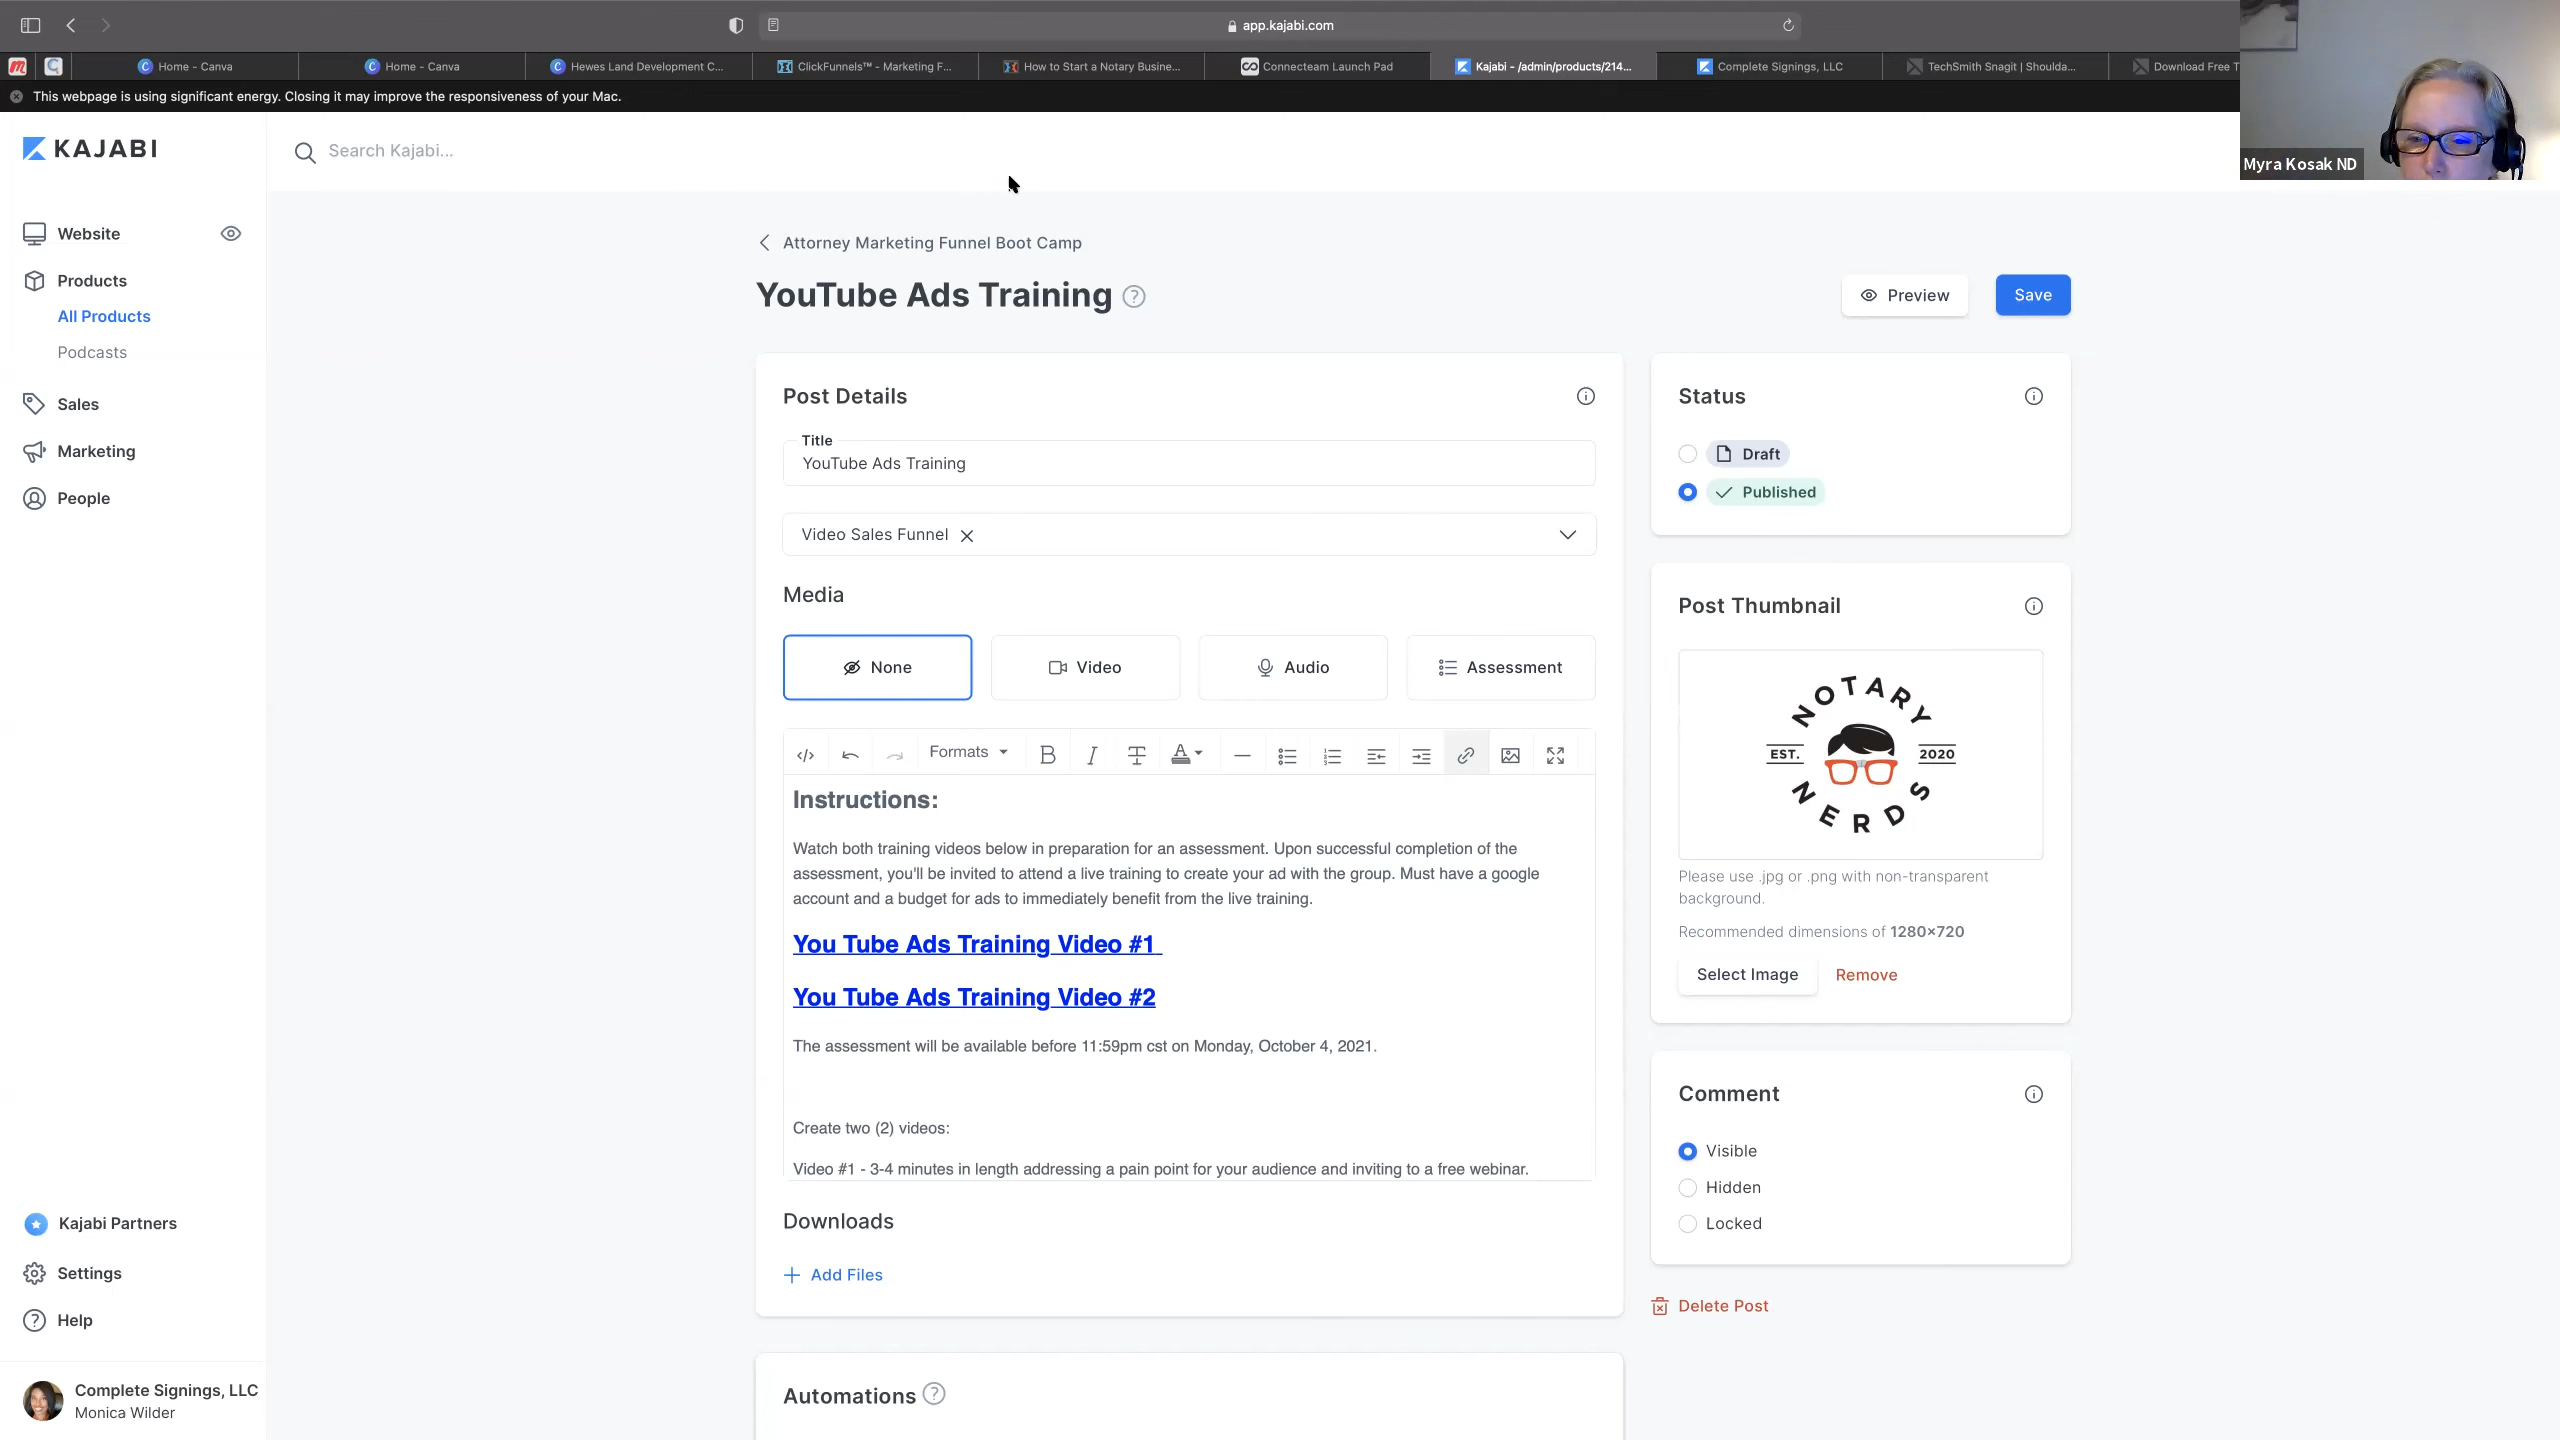 app.kajabi.com
Home - Canva
Home - Canva
Hewes Land Development C...
ClickFunnels™ - Marketing F...
How to Start a Notary Busine...
Connecteam Launch Pad
Kajabi - /admin/products/214...
Complete Signings, LLC
TechSmith Snagit | Shoulda...
Download Free T
This webpage is using significant energy. Closing it may improve the responsiveness of your Mac.
Myra Kosak ND
KAJABI
Search Kajabi...
Website
Products
All Products
Podcasts
Sales
Marketing
People
Kajabi Partners
Settings
Help
Complete Signings, LLC
Monica Wilder
Attorney Marketing Funnel Boot Camp
YouTube Ads Training
Preview
Save
Post Details
Title
YouTube Ads Training
Video Sales Funnel
Media
None
Video
Audio
Assessment
Formats
Instructions:
Watch both training videos below in preparation for an assessment. Upon successful completion of the
assessment, you'll be invited to attend a live training to create your ad with the group. Must have a google
account and a budget for ads to immediately benefit from the live training.
You Tube Ads Training Video #1
You Tube Ads Training Video #2
The assessment will be available before 11:59pm cst on Monday, October 4, 2021.
Create two (2) videos:
Video #1 - 3-4 minutes in length addressing a pain point for your audience and inviting to a free webinar.
Downloads
Add Files
Automations
Status
Draft
Published
Post Thumbnail
NOTARY
EST. 2020
NERDS
Please use .jpg or .png with non-transparent
background.
Recommended dimensions of 1280×720
Select Image
Remove
Comment
Visible
Hidden
Locked
Delete Post